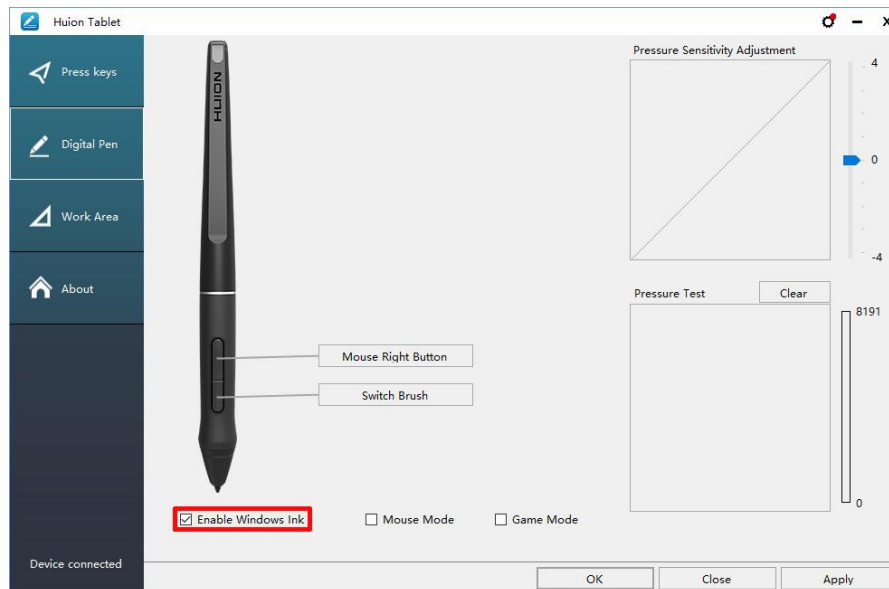 Huion Tablet
Press keys
Digital Pen
Work Area
About
Device connected
HUION
Mouse Right Button
Switch Brush
Enable Windows Ink
Mouse Mode
Game Mode
Pressure Sensitivity Adjustment
4
0
-4
Pressure Test
Clear
8191
0
OK
Close
Apply